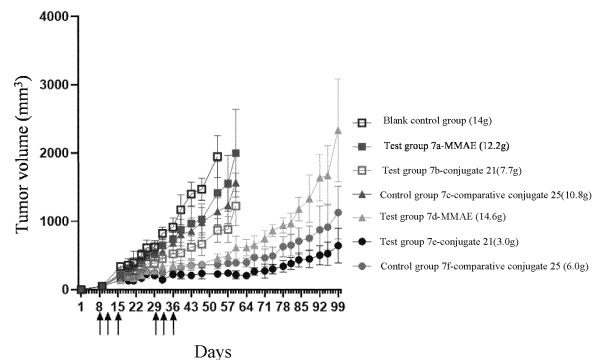 Tumor volume (mm³)
4000
3000
2000
1000
0
1 8 15 22 29 36 43 50 57 64 71 78 85 92 99
Days
Blank control group (14g)
Test group 7a-MMAE (12.2g)
Test group 7b-conjugate 21(7.7g)
Control group 7c-comparative conjugate 25(10.8g)
Test group 7d-MMAE (14.6g)
Test group 7e-conjugate 21(3.0g)
Control group 7f-comparative conjugate 25 (6.0g)